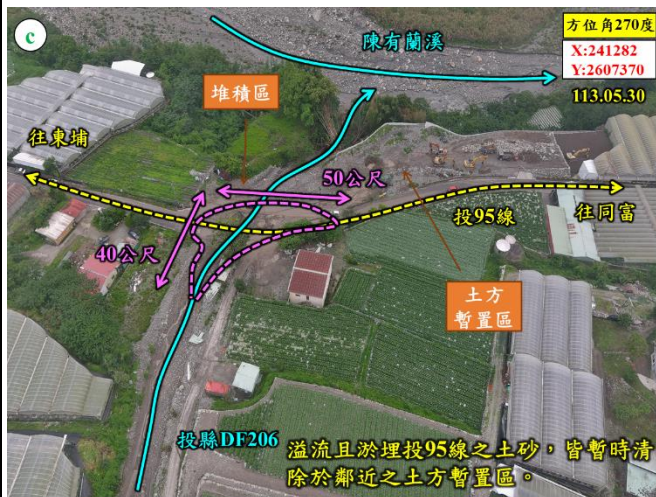 c
陳有蘭溪
方位角270度
X:241282
Y:2607370
113.05.30
堆積區
往東埔
50公尺
投95線
往同富
40公尺
土方
暫置區
投縣DF206
溢流且淤埋投95線之土砂，皆暫時清
除於鄰近之土方暫置區。